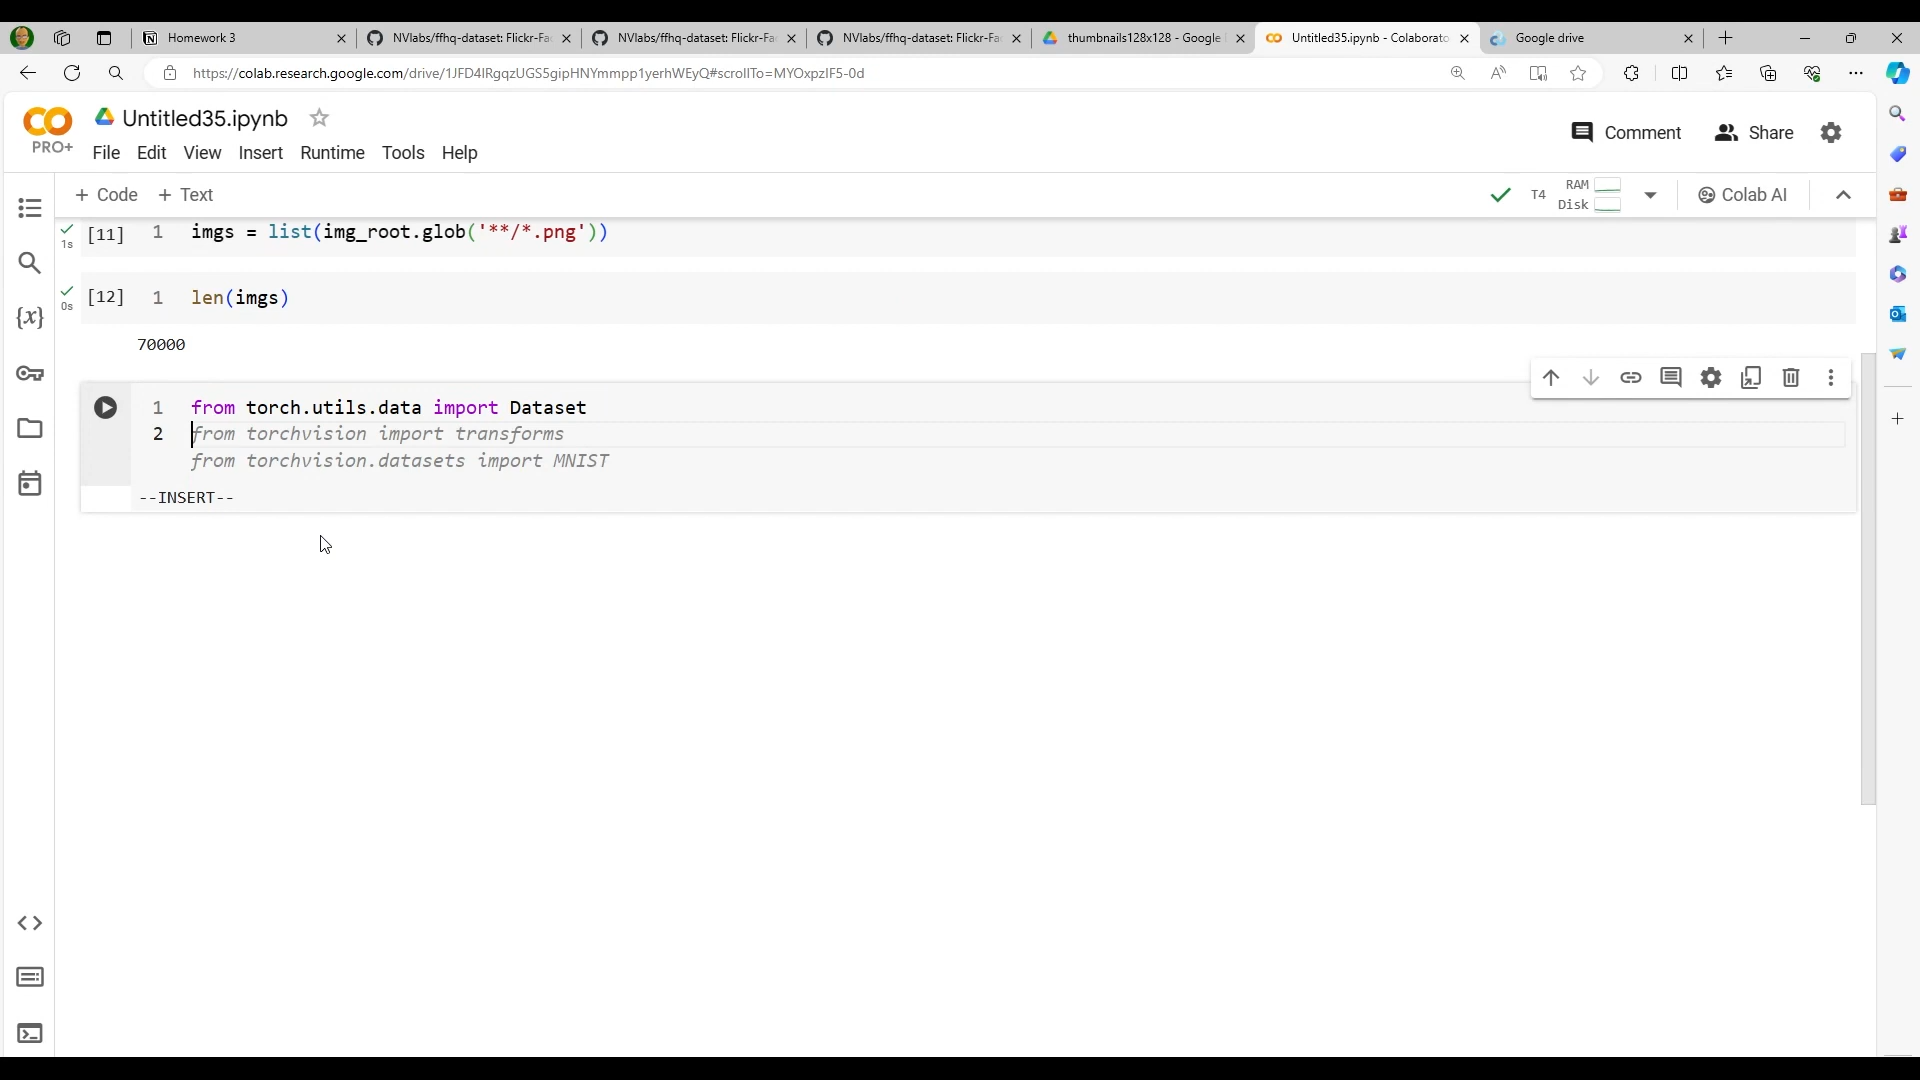 Homework 3
NVlabs/ffhq-dataset: Flickr-Fa
NVlabs/ffhq-dataset: Flickr-Fa
NVlabs/ffhq-dataset: Flickr-Fa
thumbnails128x128 - Google
Untitled35.ipynb - Colaborato
Google drive
https://colab.research.google.com/drive/1JFD4IRgqzUGS5gipHNYmmpp1yerhWEyQ#scrollTo=MYOxpzIF5-0d
PRO+
Untitled35.ipynb
File Edit View Insert Runtime Tools Help
Comment
Share
+ Code + Text
T4
RAM
Disk
Colab AI
1s
[11] 1 imgs = list(img_root.glob('**/*.png'))
0s
[12] 1 len(imgs)
70000
1 from torch.utils.data import Dataset
2 from torchvision import transforms
from torchvision.datasets import MNIST
--INSERT--
{x}